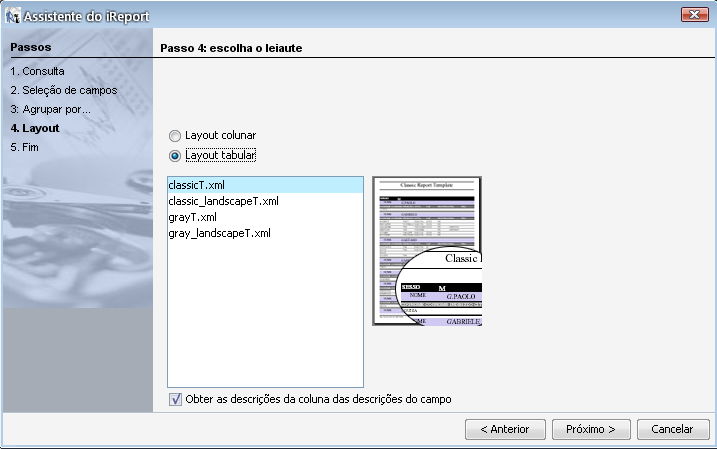 Assistente do iReport
Passos
Passo 4: escolha o leiaute
1. Consulta
2. Seleção de campos
3: Agrupar por...
4. Layout
5. Fim
Layout colunar
Layout tabular
classicT.xml
classic_landscapeT.xml
grayT.xml
gray_landscapeT.xml
Classic Report Template
Classic
SESSO M
NOME G.PAOLO
NOME GABRIELE
Obter as descrições da coluna das descrições do campo
< Anterior
Próximo >
Cancelar